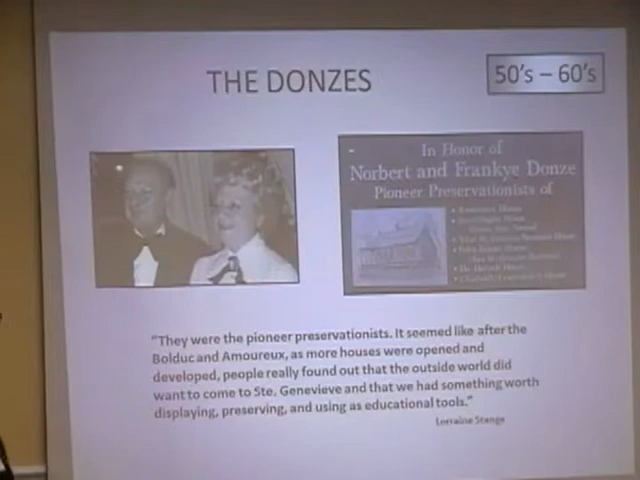 THE DONZES
50's – 60's
In Honor of
Norbert and Frankye Donze
Pioneer Preservationists of
"They were the pioneer preservationists. It seemed like after the
Bolduc and Amoureux, as more houses were opened and
developed, people really found out that the outside world did
want to come to Ste. Genevieve and that we had something worth
displaying, preserving, and using as educational tools."
Lorraine Stange